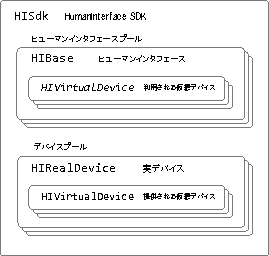 HISdk HumanInterface SDK
ヒューマンインタフェースプール
HIBase ヒューマンインタフェース
HIVirtualDevice 利用される仮想デバイス
デバイスプール
HIRealDevice 実デバイス
HIVirtualDevice 提供される仮想デバイス